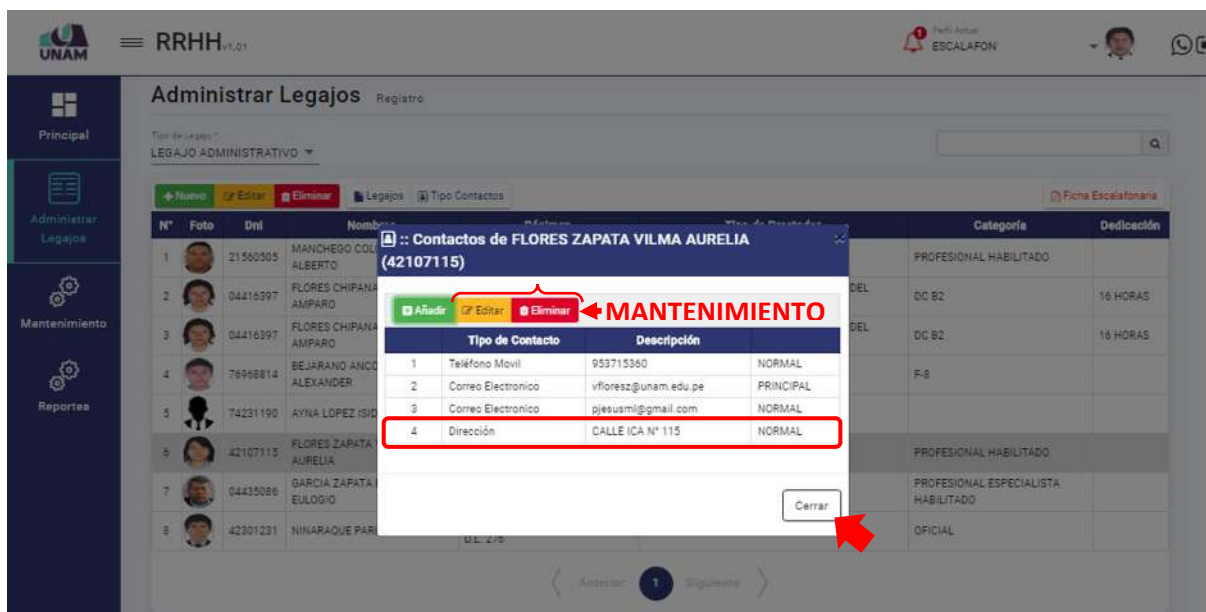 UNAM
RRHH v1.01
Perfil Actual
ESCALAFON
Principal
Administrar Legajos
Mantenimiento
Reportes
Administrar Legajos Registro
Tipo de Legajo *
LEGAJO ADMINISTRATIVO
Nuevo Editar Eliminar Legajos Tipo Contactos Ficha Escalafonaria
N° Foto Dni Categoría Dedicación
1 21560505 MANCHEGO
ALBERTO PROFESIONAL HABILITADO
2 04416397 FLORES CHIPANA
AMPARO DEL DC B2 16 HORAS
3 04416397 FLORES CHIPANA
AMPARO DEL DC B2 16 HORAS
4 76968814 BEJARANO
ALEXANDER F-8
5 74231190 AYNA LOPEZ
6 42107115 FLORES ZAPATA
AURELIA PROFESIONAL HABILITADO
7 04435086 GARCIA ZAPATA
EULOGIO PROFESIONAL ESPECIALISTA
HABILITADO
8 42301231 NINARAQUE OFICIAL
Anterior 1 Siguiente
:: Contactos de FLORES ZAPATA VILMA AURELIA
(42107115)
Añadir Editar Eliminar MANTENIMIENTO
Tipo de Contacto Descripción
1 Teléfono Movil 953715360 NORMAL
2 Correo Electronico vfloresz@unam.edu.pe PRINCIPAL
3 Correo Electronico pjesusmi@gmail.com NORMAL
4 Dirección CALLE ICA N° 115 NORMAL
Cerrar